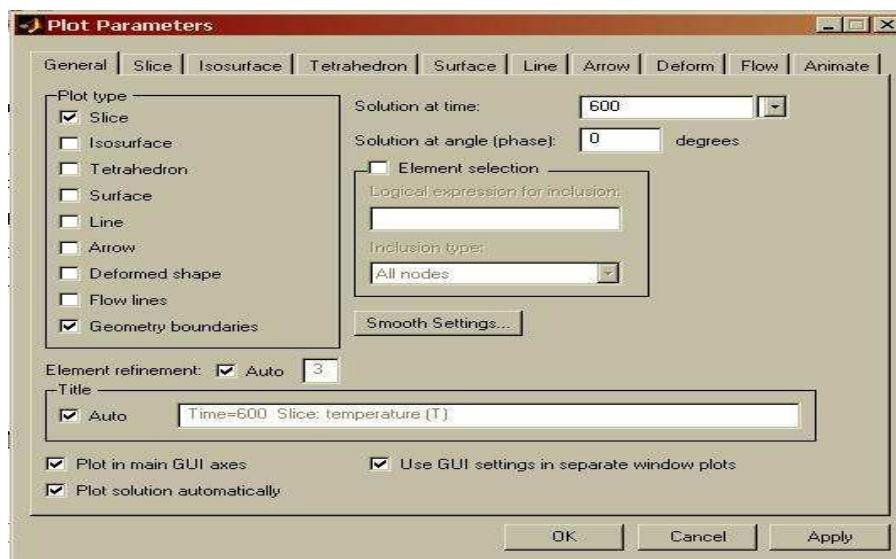 Plot Parameters
General Slice Isosurface Tetrahedron Surface Line Arrow Deform Flow Animate
Plot type
Slice
Isosurface
Tetrahedron
Surface
Line
Arrow
Deformed shape
Flow lines
Geometry boundaries
Solution at time: 600
Solution at angle (phase): 0 degrees
Element selection
Logical expression for inclusion:
Inclusion type:
All nodes
Smooth Settings...
Element refinement: Auto 3
Title
Auto Time=600 Slice: temperature (T)
Plot in main GUI axes
Use GUI settings in separate window plots
Plot solution automatically
OK Cancel Apply